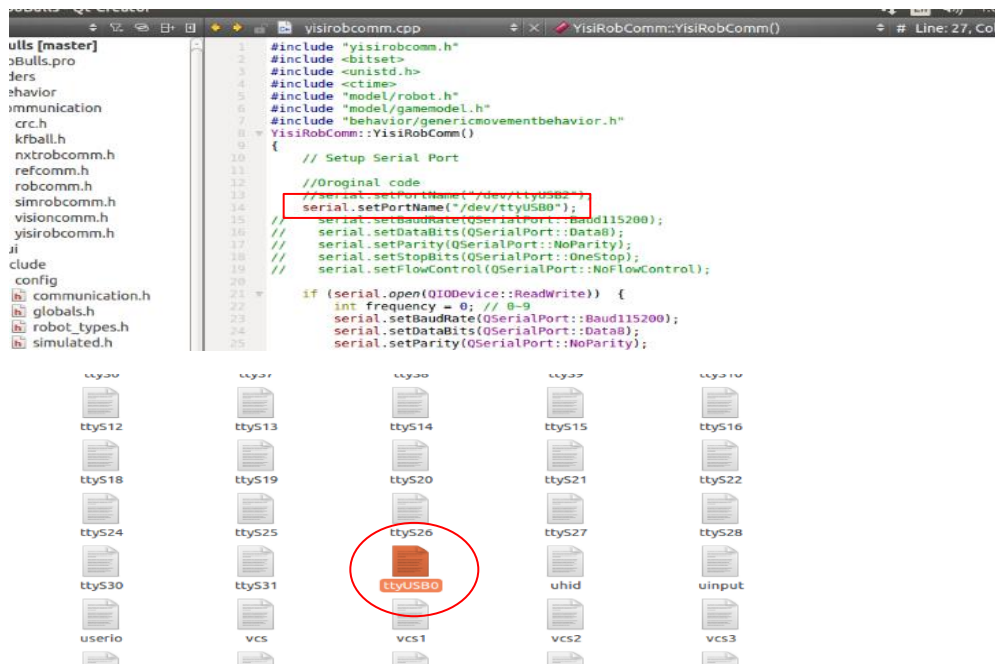 Qt Creator
yisirobcomm.cpp YisiRobComm::YisiRobComm() # Line: 27, Co
ulls [master]
oBulls.pro
ders
ehavior
ommunication
crc.h
kfball.h
nxtrobcomm.h
refcomm.h
robcomm.h
simrobcomm.h
visioncomm.h
yisirobcomm.h
ui
clude
config
communication.h
globals.h
robot_types.h
simulated.h
1 #include "yisirobcomm.h"
2 #include <bitset>
3 #include <unistd.h>
4 #include <ctime>
5 #include "model/robot.h"
6 #include "model/gamemodel.h"
7 #include "behavior/genericmovementbehavior.h"
8 YisiRobComm::YisiRobComm()
9 {
10 // Setup Serial Port
11
12 //Oroginal code
13 //serial.setPortName("/dev/ttyUSB2");
14 serial.setPortName("/dev/ttyUSB0");
15 // serial.setBaudRate(QSerialPort::Baud115200);
16 // serial.setDataBits(QSerialPort::Data8);
17 // serial.setParity(QSerialPort::NoParity);
18 // serial.setStopBits(QSerialPort::OneStop);
19 // serial.setFlowControl(QSerialPort::NoFlowControl);
20
21 if (serial.open(QIODevice::ReadWrite)) {
22 int frequency = 0; // 0~9
23 serial.setBaudRate(QSerialPort::Baud115200);
24 serial.setDataBits(QSerialPort::Data8);
25 serial.setParity(QSerialPort::NoParity);
ttyS12 ttyS13 ttyS14 ttyS15 ttyS16
ttyS18 ttyS19 ttyS20 ttyS21 ttyS22
ttyS24 ttyS25 ttyS26 ttyS27 ttyS28
ttyS30 ttyS31 ttyUSB0 uhid uinput
userio vcs vcs1 vcs2 vcs3